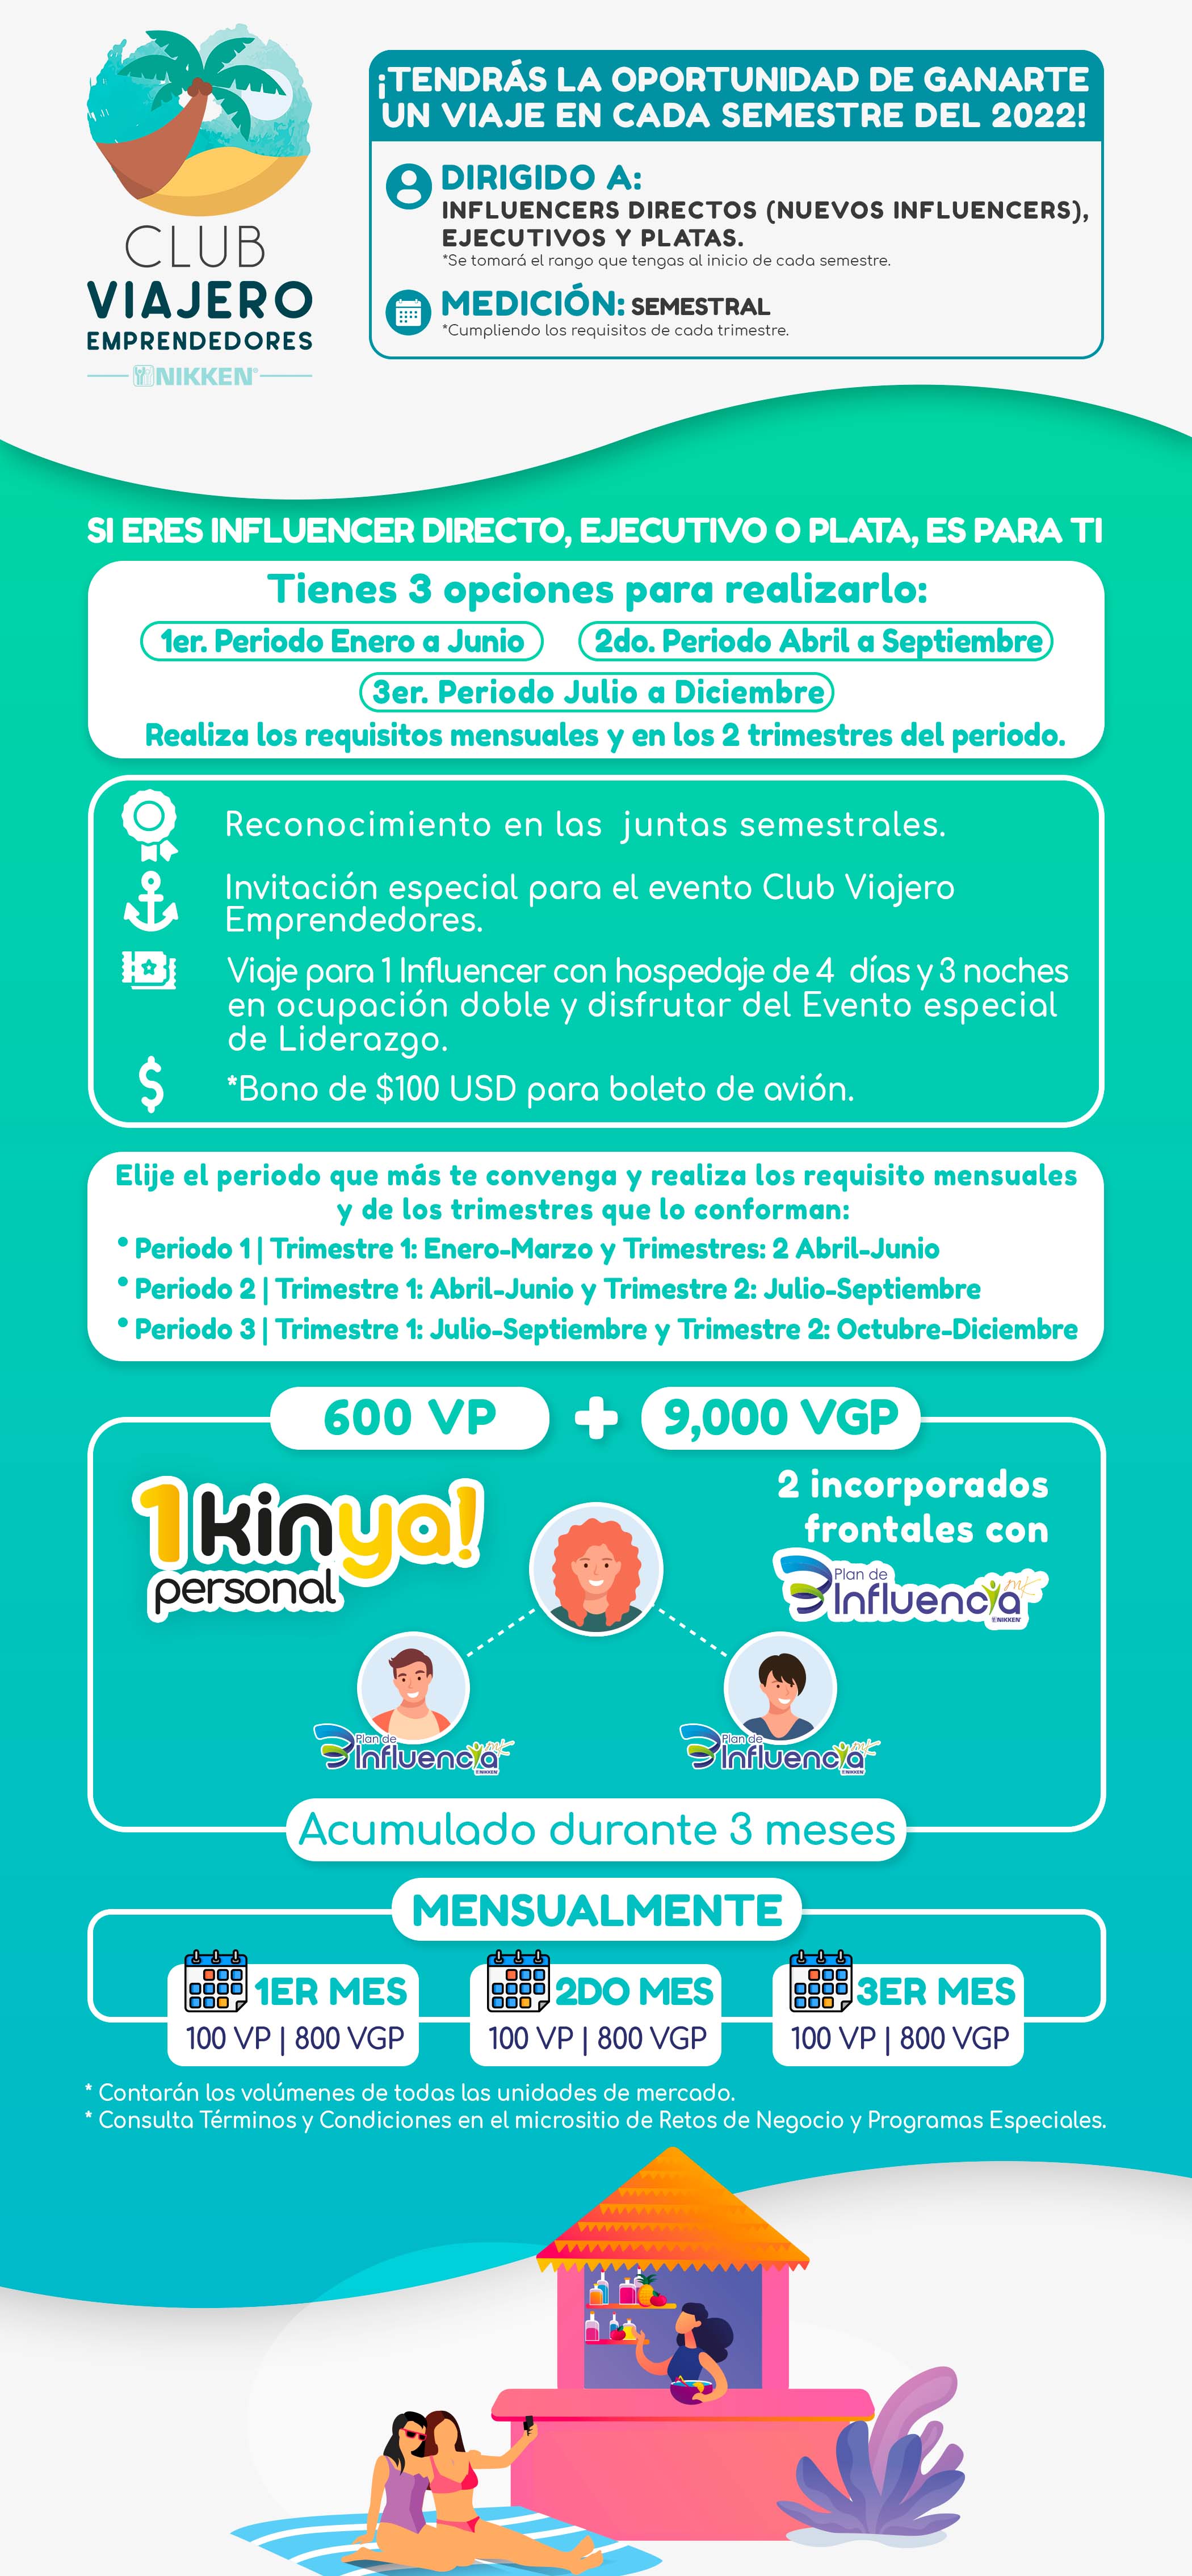 CLUB
VIAJERO
EMPRENDEDORES
NIKKEN®
¡TENDRÁS LA OPORTUNIDAD DE GANARTE
UN VIAJE EN CADA SEMESTRE DEL 2022!
DIRIGIDO A:
INFLUENCERS DIRECTOS (NUEVOS INFLUENCERS),
EJECUTIVOS Y PLATAS.
*Se tomará el rango que tengas al inicio de cada semestre.
MEDICIÓN: SEMESTRAL
*Cumpliendo los requisitos de cada trimestre.
SI ERES INFLUENCER DIRECTO, EJECUTIVO O PLATA, ES PARA TI
Tienes 3 opciones para realizarlo:
1er. Periodo Enero a Junio
2do. Periodo Abril a Septiembre
3er. Periodo Julio a Diciembre
Realiza los requisitos mensuales y en los 2 trimestres del periodo.
Reconocimiento en las juntas semestrales.
Invitación especial para el evento Club Viajero
Emprendedores.
Viaje para 1 Influencer con hospedaje de 4 días y 3 noches
en ocupación doble y disfrutar del Evento especial
de Liderazgo.
$
*Bono de $100 USD para boleto de avión.
Elije el periodo que más te convenga y realiza los requisito mensuales
y de los trimestres que lo conforman:
• Periodo 1 | Trimestre 1: Enero-Marzo y Trimestres: 2 Abril-Junio
• Periodo 2 | Trimestre 1: Abril-Junio y Trimestre 2: Julio-Septiembre
• Periodo 3 | Trimestre 1: Julio-Septiembre y Trimestre 2: Octubre-Diciembre
600 VP + 9,000 VGP
1kinya!
personal
2 incorporados
frontales con
Plan de
Influencia
mk
NIKKEN
Plan de
Influencia
mk
NIKKEN
Plan de
Influencia
mk
NIKKEN
Acumulado durante 3 meses
MENSUALMENTE
1ER MES
100 VP | 800 VGP
2DO MES
100 VP | 800 VGP
3ER MES
100 VP | 800 VGP
* Contarán los volúmenes de todas las unidades de mercado.
* Consulta Términos y Condiciones en el micrositio de Retos de Negocio y Programas Especiales.